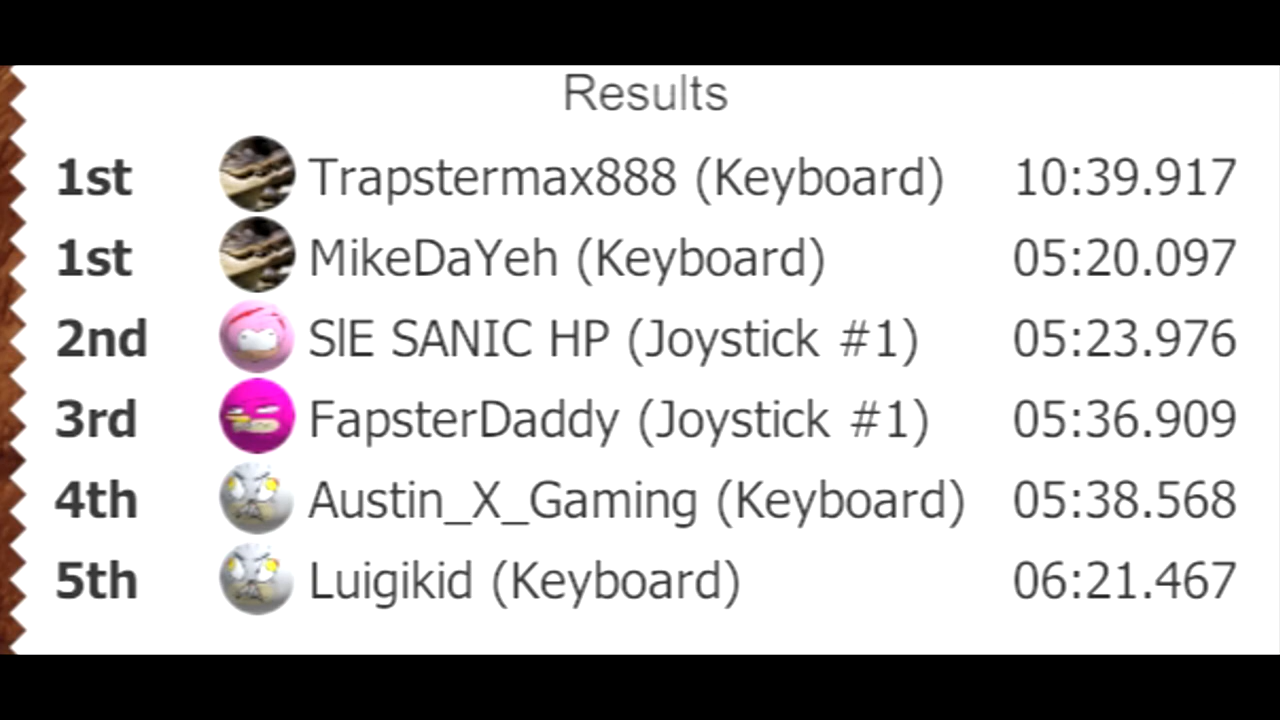 Results
1st Trapstermax888 (Keyboard) 10:39.917
1st MikeDaYeh (Keyboard) 05:20.097
2nd SlE SANIC HP (Joystick #1) 05:23.976
3rd FapsterDaddy (Joystick #1) 05:36.909
4th Austin_X_Gaming (Keyboard) 05:38.568
5th Luigikid (Keyboard) 06:21.467